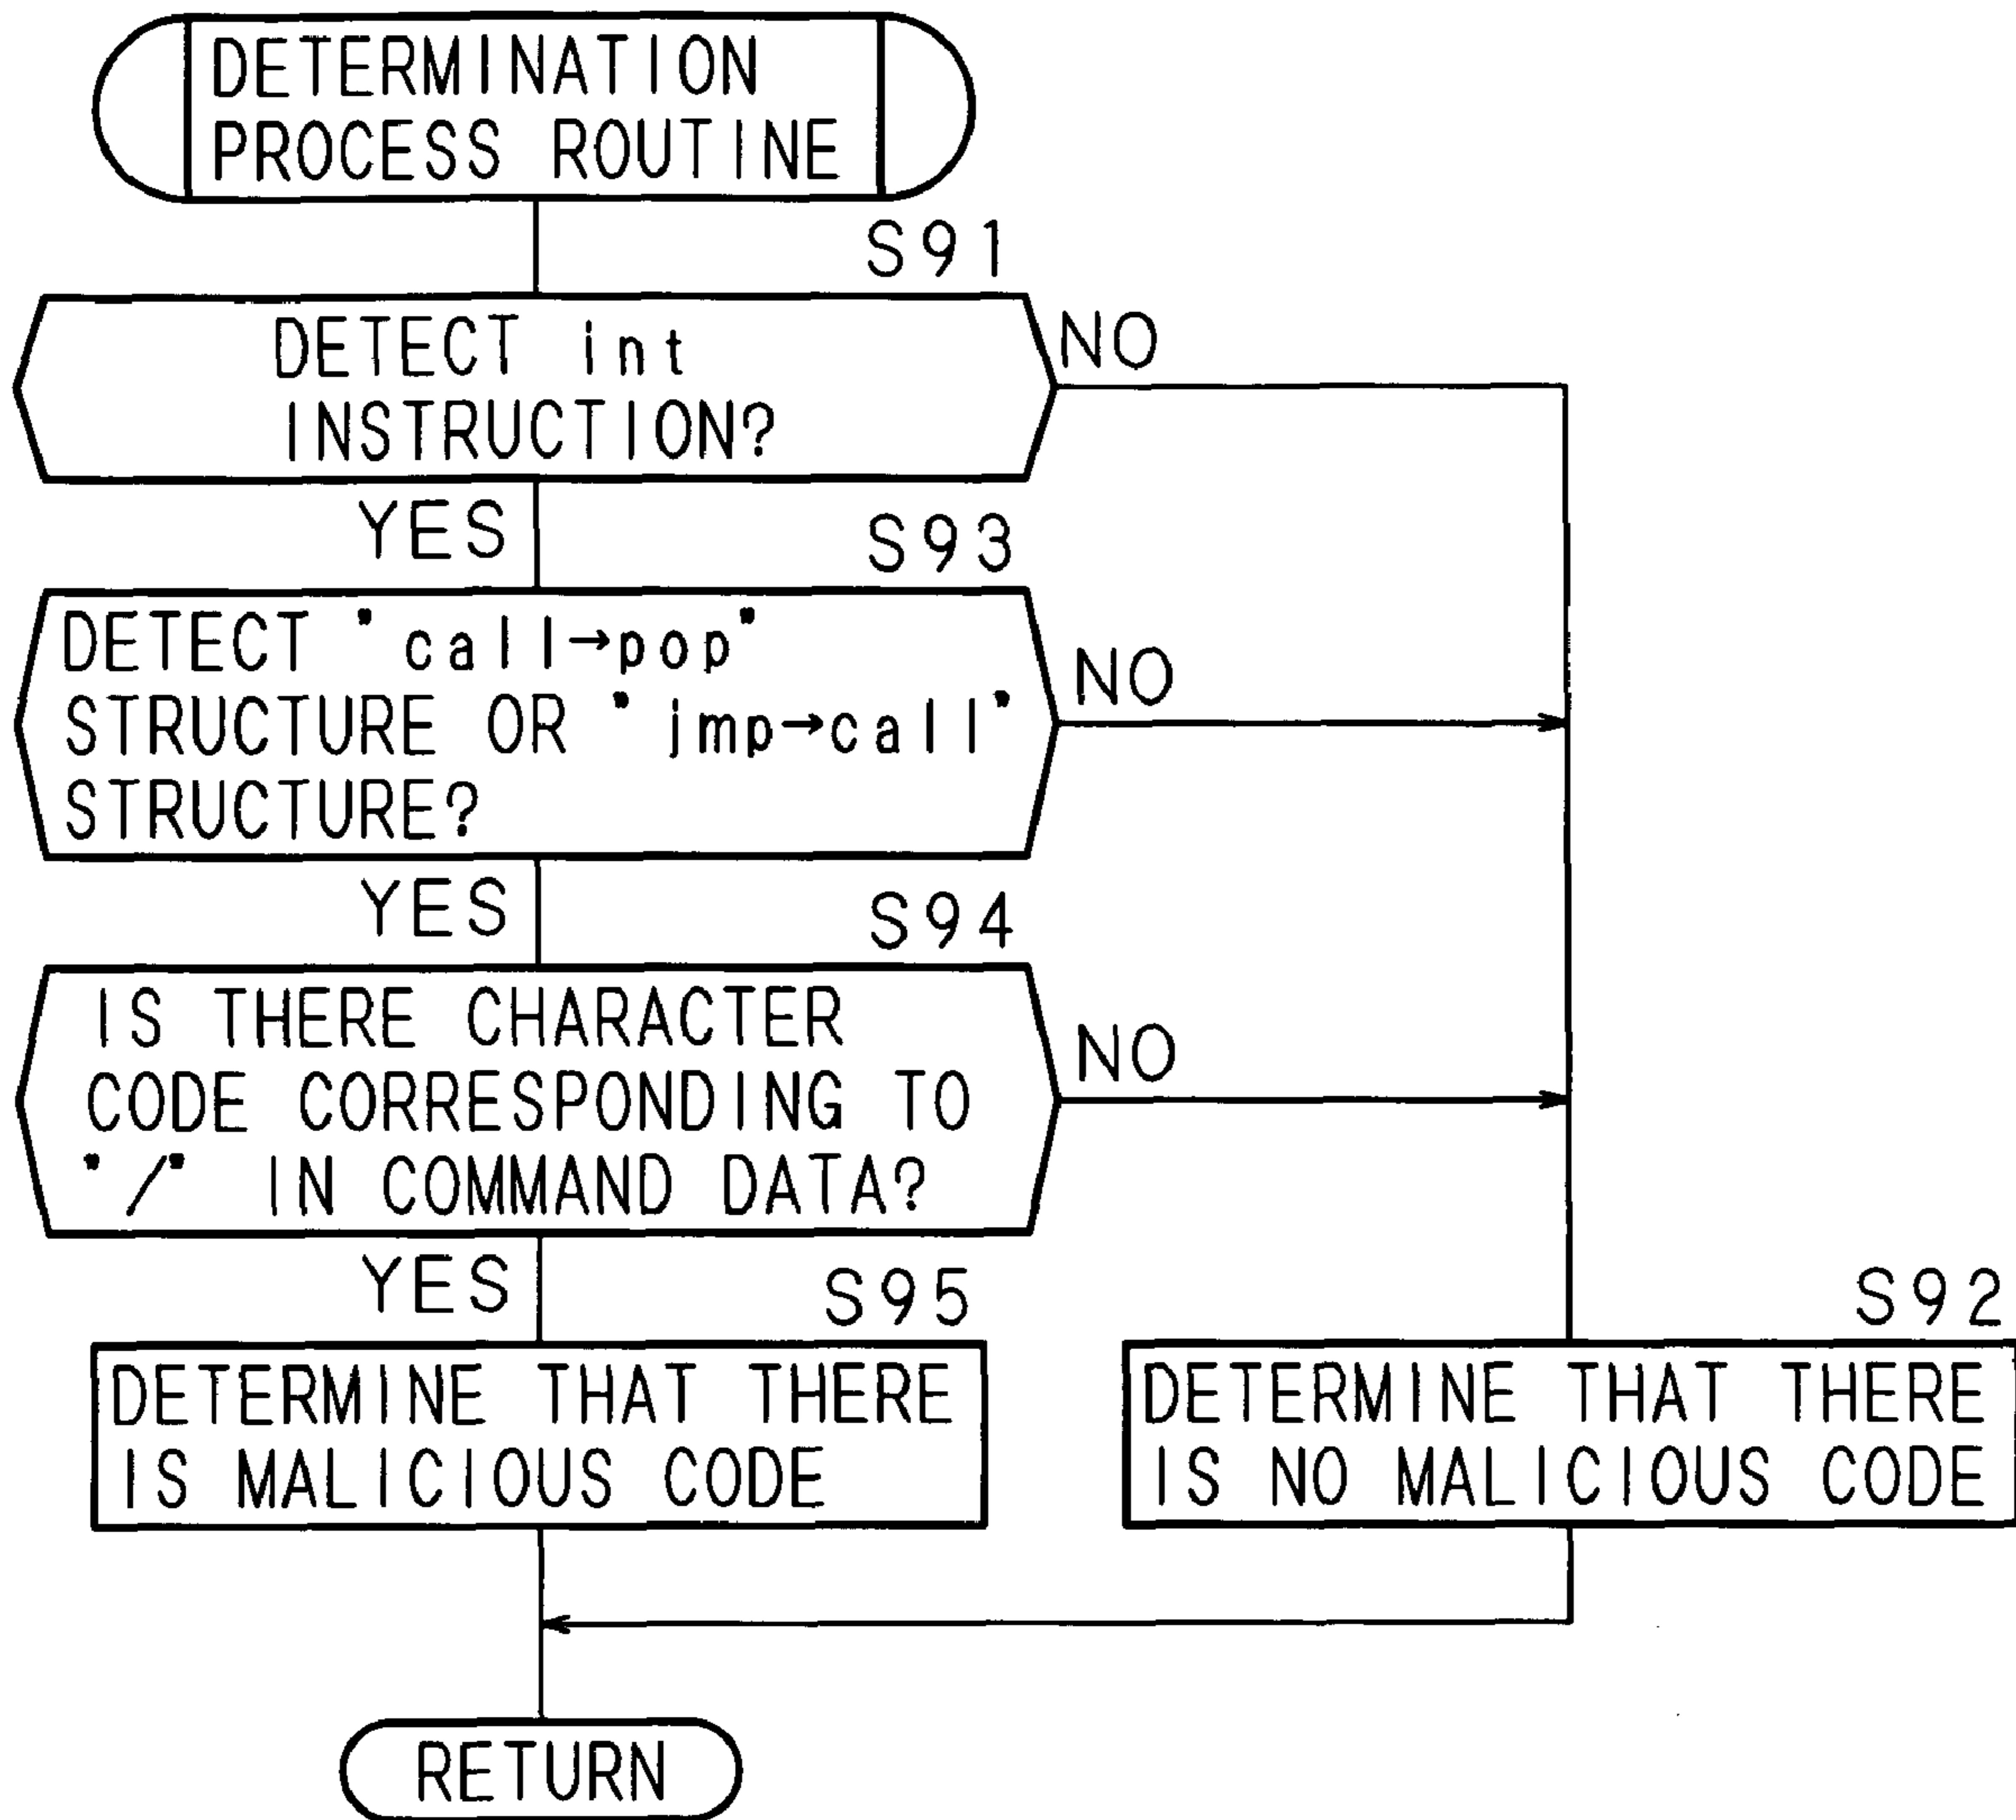 DETERMINATION
PROCESS ROUTINE
S91
DETECT int
INSTRUCTION?
NO
YES
S93
DETECT "call→pop"
STRUCTURE OR "jmp→call"
STRUCTURE?
NO
YES
S94
IS THERE CHARACTER
CODE CORRESPONDING TO
"/" IN COMMAND DATA?
NO
YES
S95
DETERMINE THAT THERE
IS MALICIOUS CODE
S92
DETERMINE THAT THERE
IS NO MALICIOUS CODE
RETURN